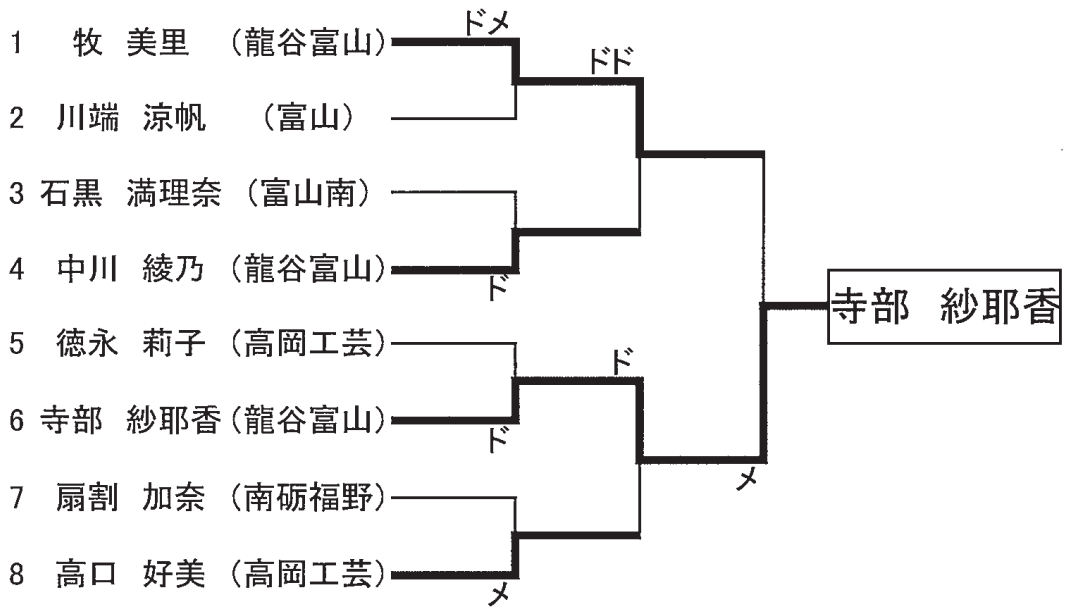 ドメ
1 牧 美里 (龍谷富山)
ドド
2 川端 涼帆 (富山)
3 石黒 満理奈 (富山南)
4 中川 綾乃 (龍谷富山)
ド
寺部 紗耶香
5 徳永 莉子 (高岡工芸)
ド
6 寺部 紗耶香 (龍谷富山)
ド
メ
7 扇割 加奈 (南砺福野)
8 高口 好美 (高岡工芸)
メ